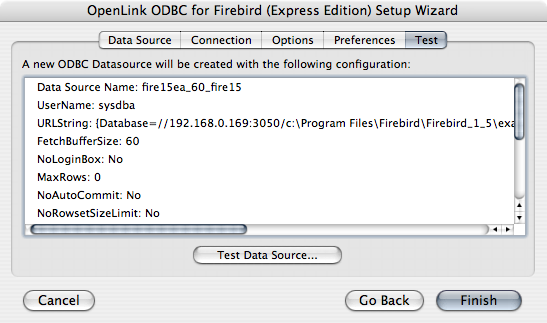 OpenLink ODBC for Firebird (Express Edition) Setup Wizard
Data Source Connection Options Preferences Test
A new ODBC Datasource will be created with the following configuration:
Data Source Name: fire15ea_60_fire15
UserName: sysdba
URLString: {Database=//192.168.0.169:3050/c:\Program Files\Firebird\Firebird_1_5\exa
FetchBufferSize: 60
NoLoginBox: No
MaxRows: 0
NoAutoCommit: No
NoRowsetSizeLimit: No
Test Data Source...
Cancel Go Back Finish